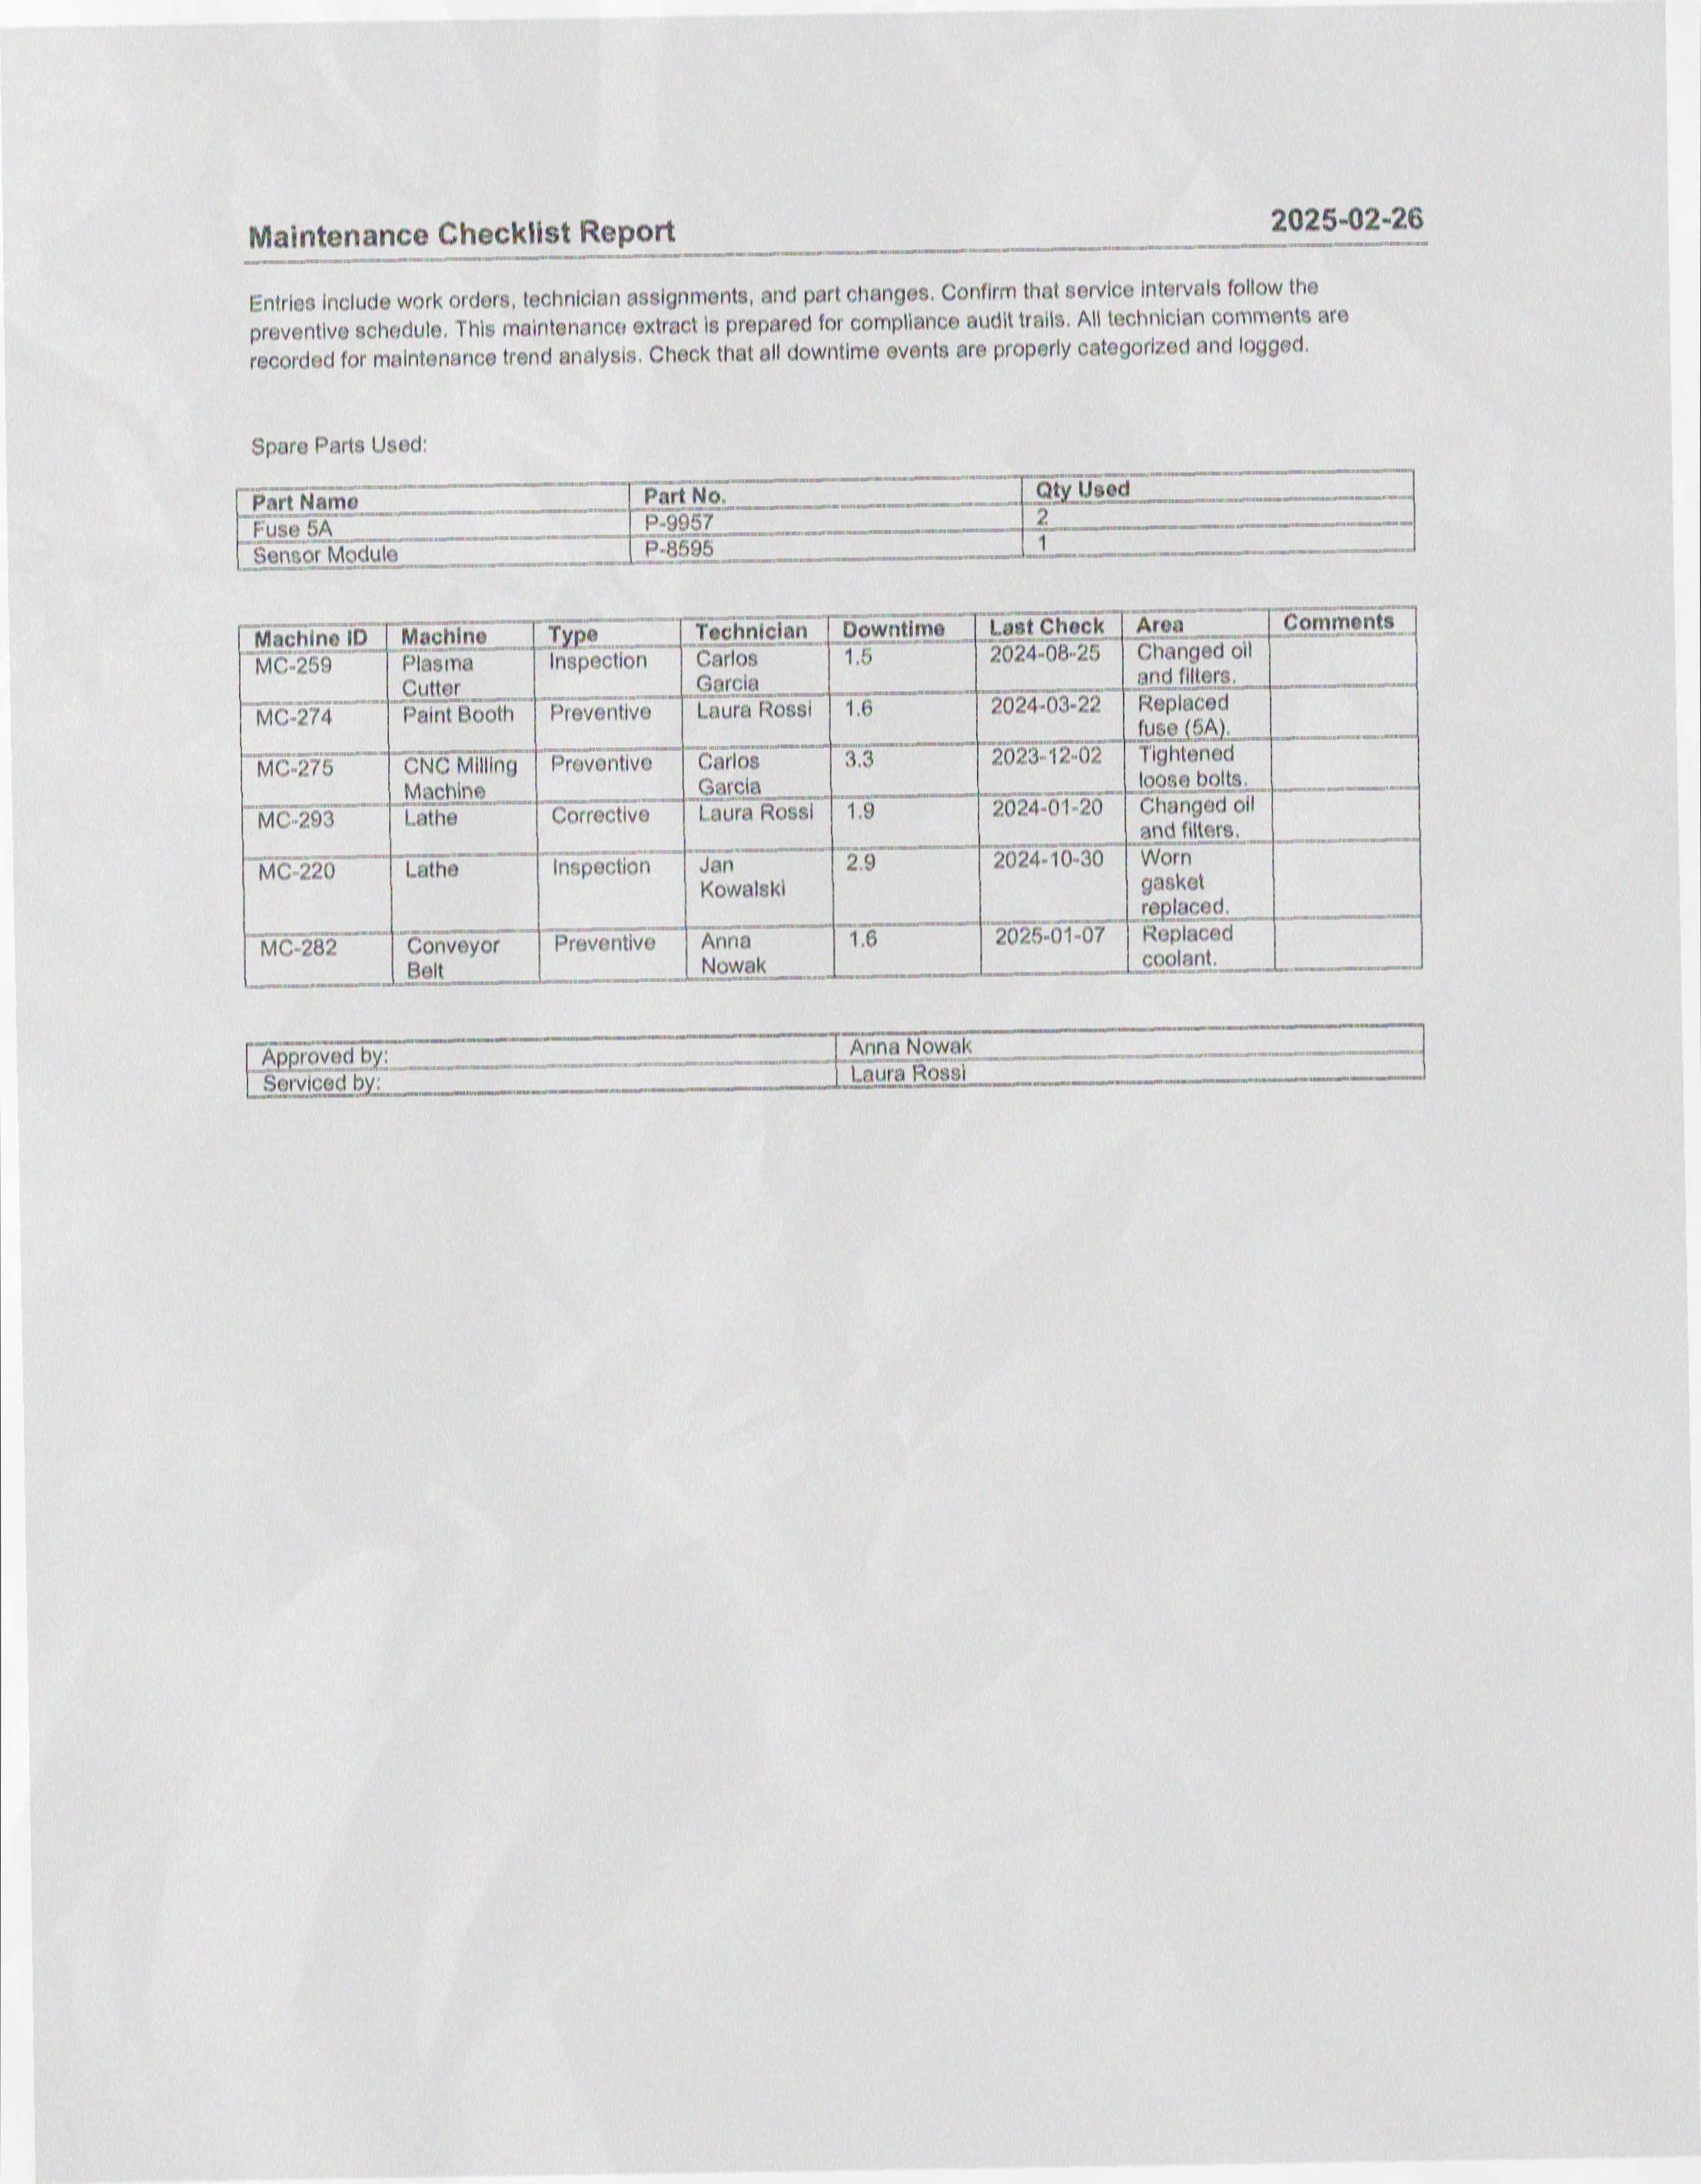 Maintenance Checklist Report 2025-02-26
Entries include work orders, technician assignments, and part changes. Confirm that service intervals follow the
preventive schedule. This maintenance extract is prepared for compliance audit trails. All technician comments are
recorded for maintenance trend analysis. Check that all downtime events are properly categorized and logged.
Spare Parts Used:
Part Name Part No. Qty Used
Fuse 5A P-9957 2
Sensor Module P-8595 1
Machine ID Machine Type Technician Downtime Last Check Area Comments
MC-259 Plasma Inspection Carlos 1.5 2024-08-25 Changed oil
Cutter Garcia and filters.
MC-274 Paint Booth Preventive Laura Rossi 1.6 2024-03-22 Replaced
fuse (5A).
MC-275 CNC Milling Preventive Carlos 3.3 2023-12-02 Tightened
Machine Garcia loose bolts.
MC-293 Lathe Corrective Laura Rossi 1.9 2024-01-20 Changed oil
and filters.
MC-220 Lathe Inspection Jan 2.9 2024-10-30 Worn
Kowalski gasket
replaced.
MC-282 Conveyor Preventive Anna 1.6 2025-01-07 Replaced
Belt Nowak coolant.
Approved by: Anna Nowak
Serviced by: Laura Rossi